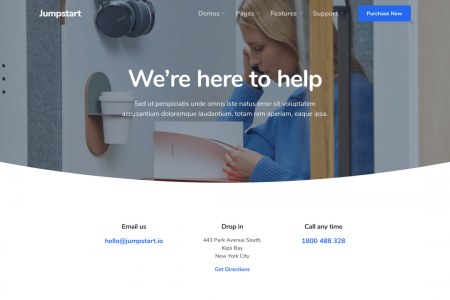 Jumpstart
Demos Pages Features Support Purchase Now
We're here to help
Sed ut perspiciatis unde omnis iste natus error sit voluptatem
accusantium doloremque laudantium, totam rem aperiam, eaque ipsa.
Email us
hello@jumpstart.io
Drop in
443 Park Avenue South,
Kips Bay
New York City
Get Directions
Call any time
1800 488 328